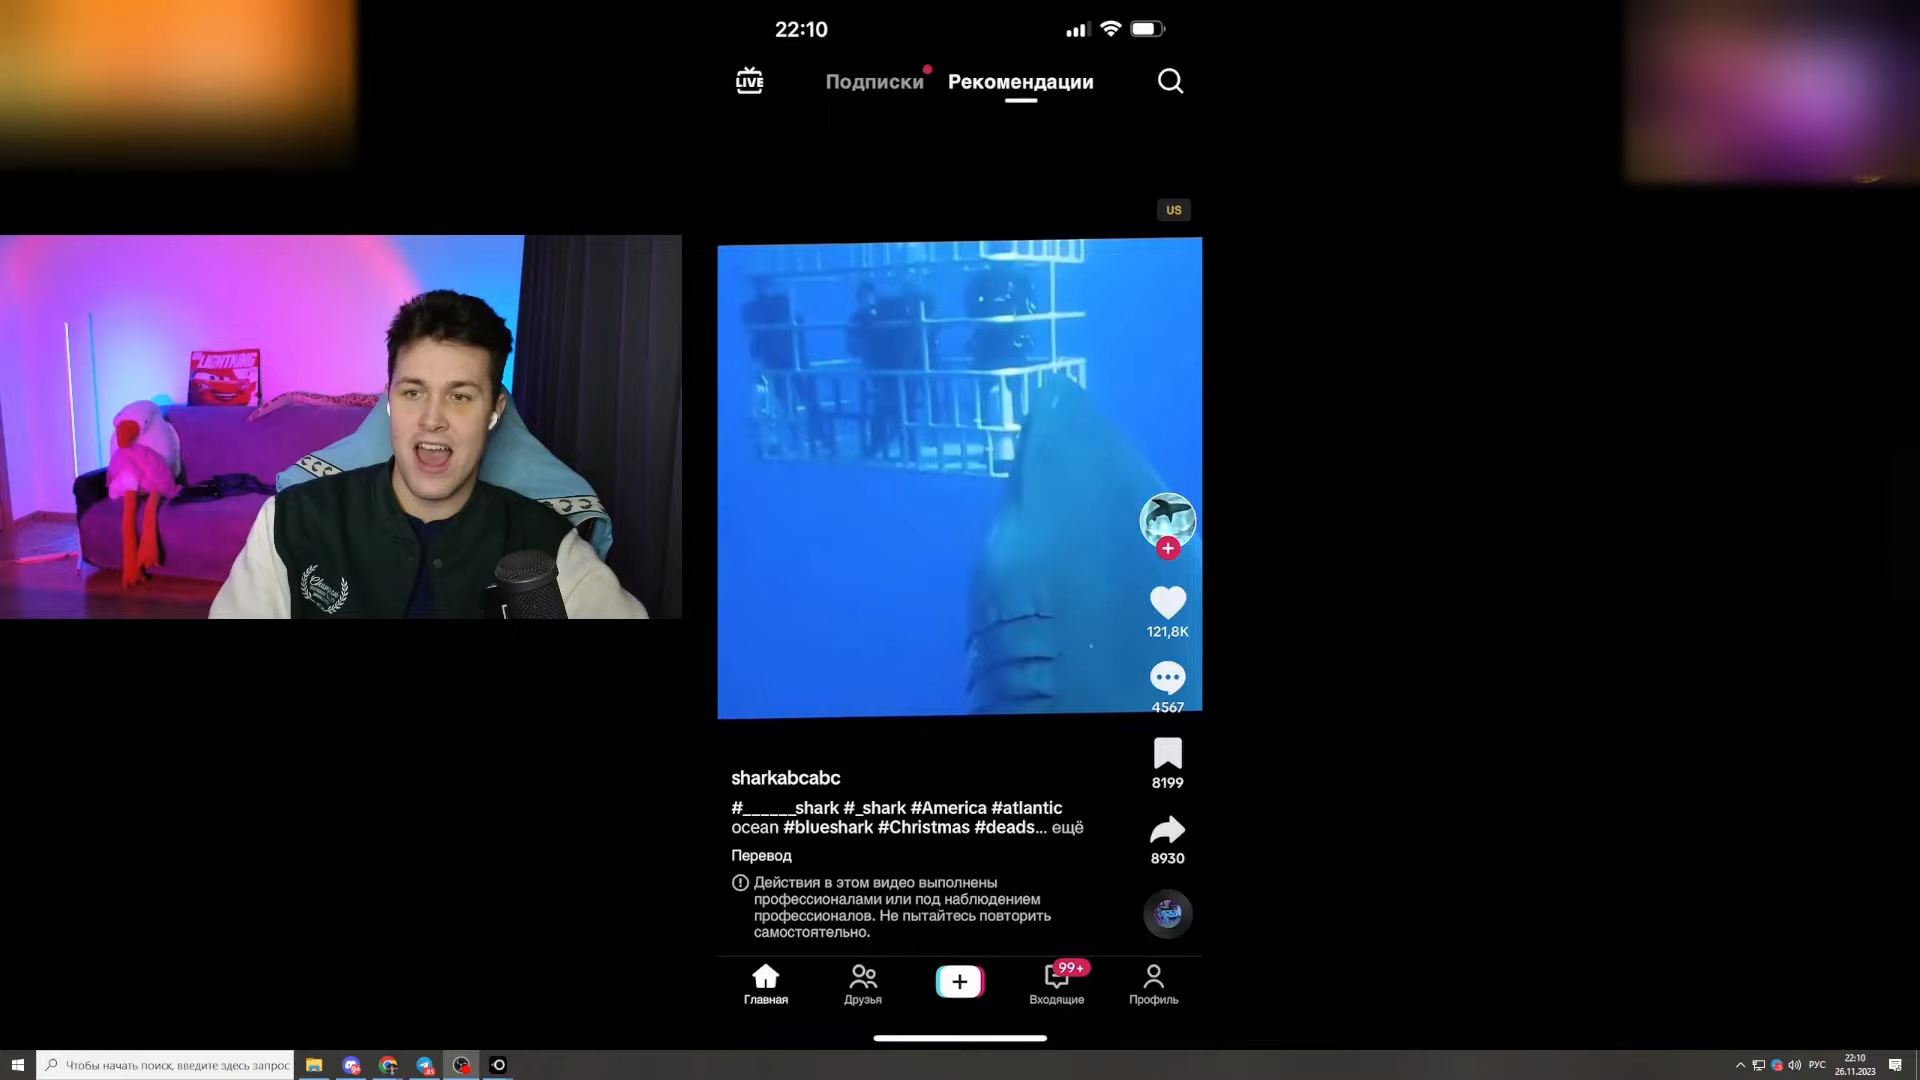 22:10
LIVE
Подписки
Рекомендации
US
LIGHTNING
121,8K
4567
8199
8930
sharkabcabc
#______shark #_shark #America #atlantic
ocean #blueshark #Christmas #deads... ещё
Перевод
Действия в этом видео выполнены
профессионалами или под наблюдением
профессионалов. Не пытайтесь повторить
самостоятельно.
99+
Главная
Друзья
Входящие
Профиль
Чтобы начать поиск, введите здесь запрос
РУС
22:10
26.11.2023